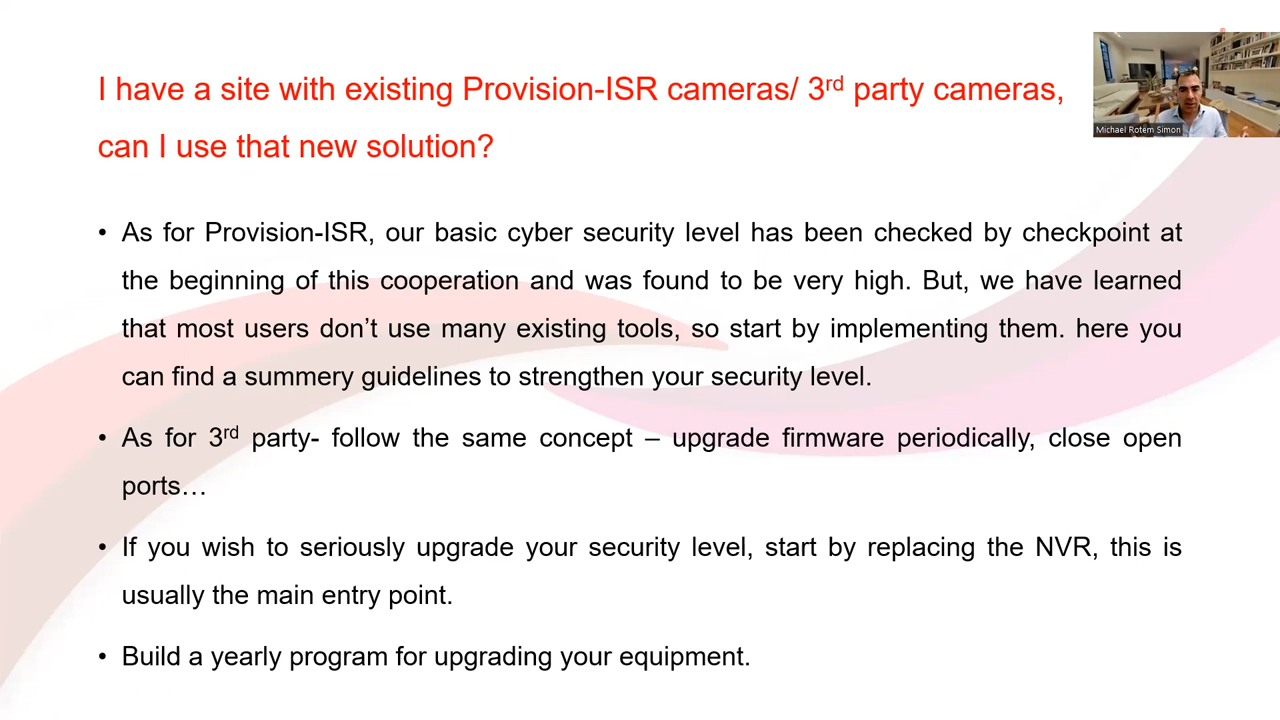 I have a site with existing Provision-ISR cameras/ 3rd party cameras,
can I use that new solution?
Michael Rotem Simon
• As for Provision-ISR, our basic cyber security level has been checked by checkpoint at
the beginning of this cooperation and was found to be very high. But, we have learned
that most users don’t use many existing tools, so start by implementing them. here you
can find a summery guidelines to strengthen your security level.
• As for 3rd party- follow the same concept – upgrade firmware periodically, close open
ports…
• If you wish to seriously upgrade your security level, start by replacing the NVR, this is
usually the main entry point.
• Build a yearly program for upgrading your equipment.